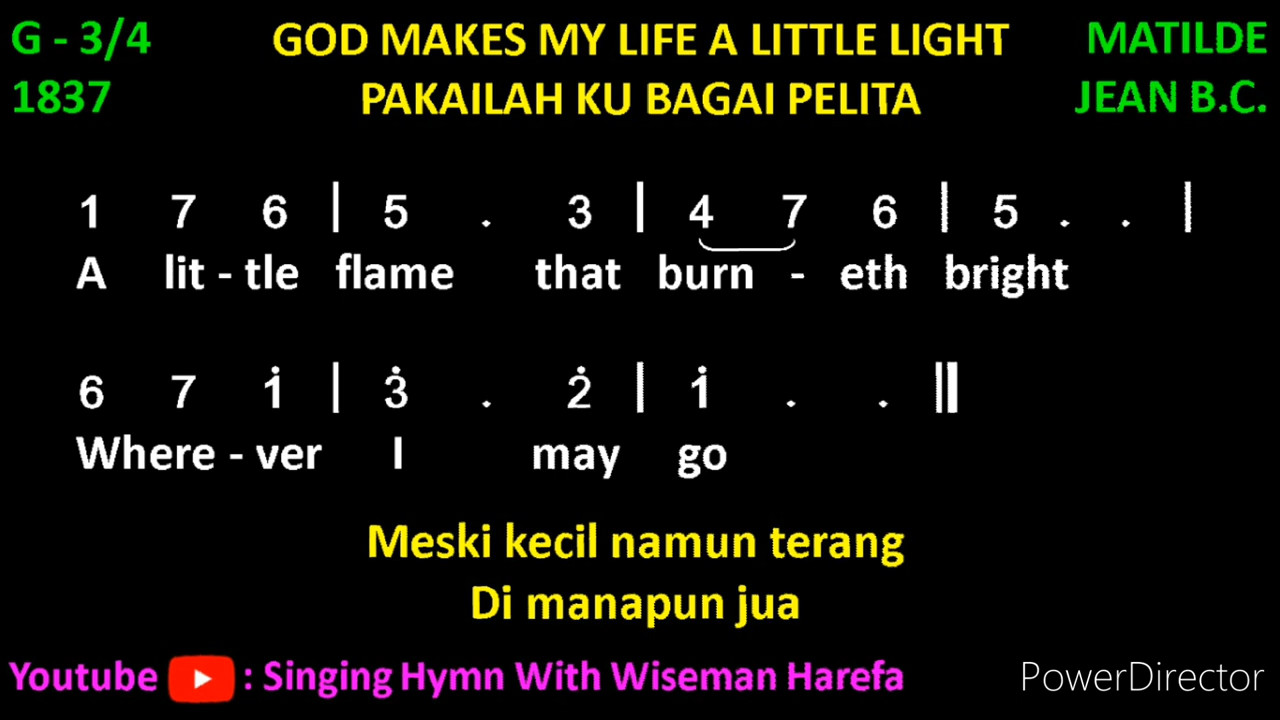 G - 3/4 GOD MAKES MY LIFE A LITTLE LIGHT MATILDE
1837 PAKAILAH KU BAGAI PELITA JEAN B.C.
1 7 6 | 5 . 3 | 4 7 6 | 5 . . |
A lit - tle flame that burn - eth bright
6 7 1̇ | 3̇ . 2̇ | 1̇ . . ||
Where - ver I may go
Meski kecil namun terang
Di manapun jua
Youtube : Singing Hymn With Wiseman Harefa PowerDirector